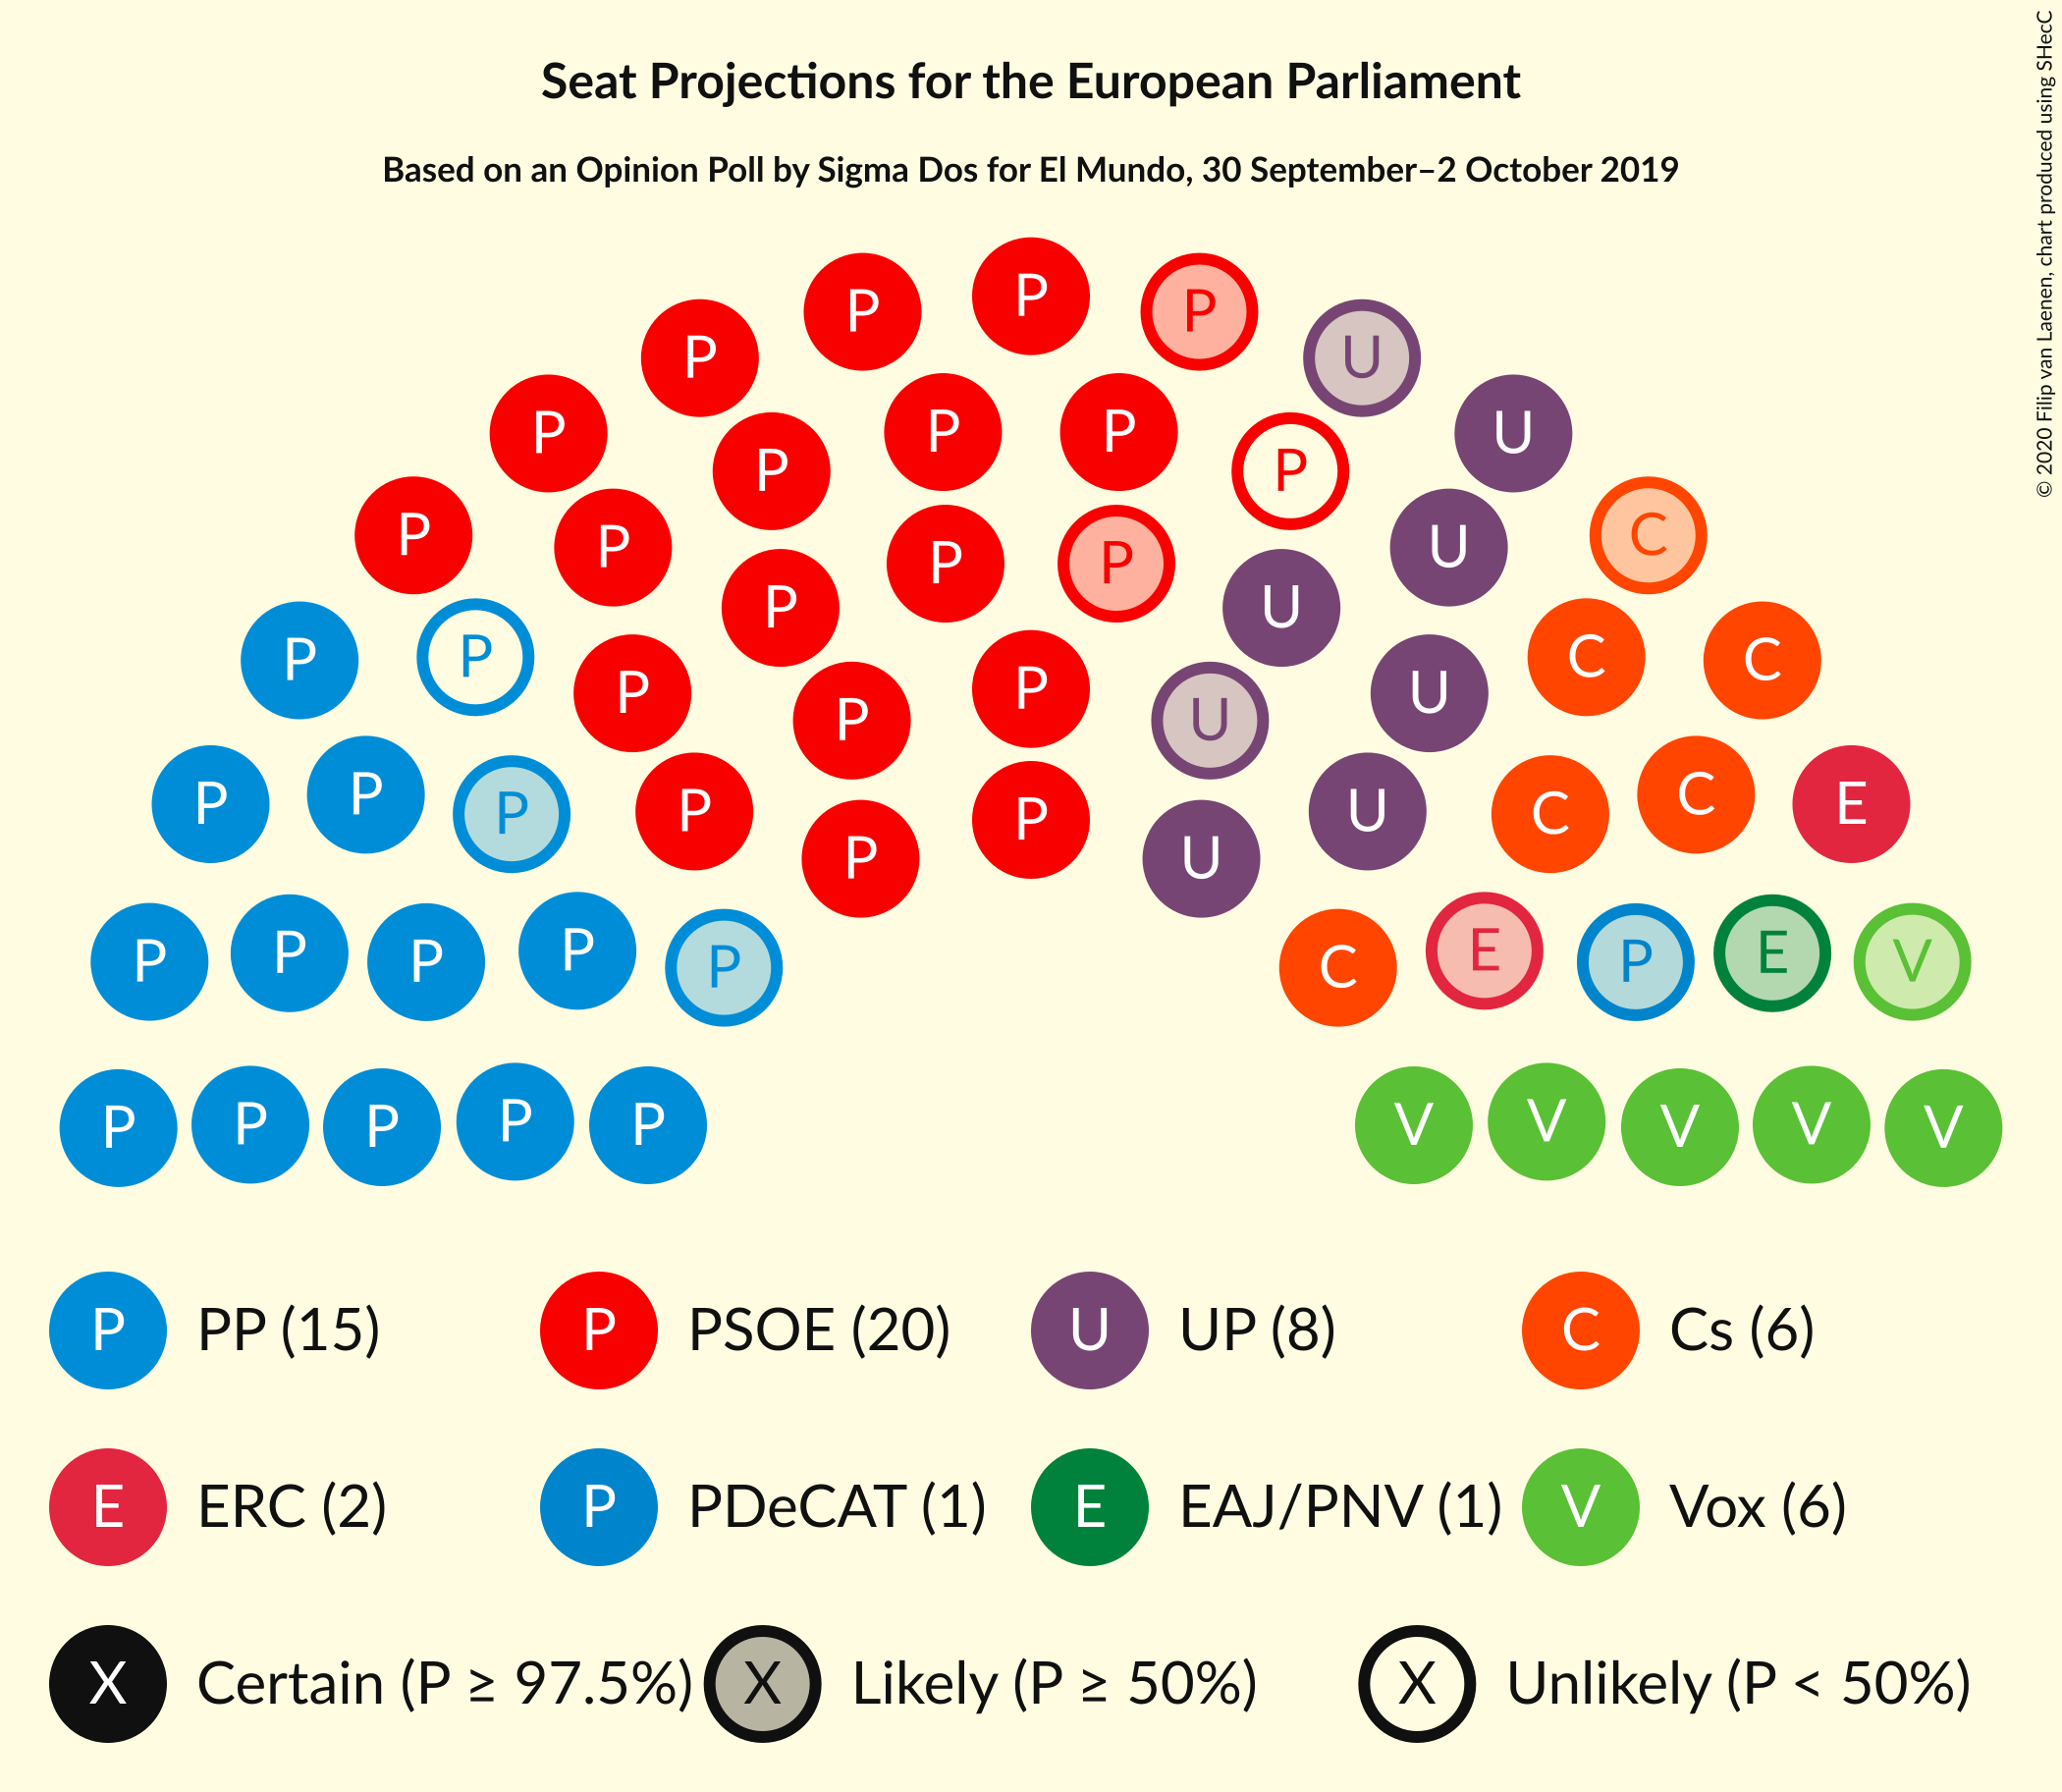 Seat Projections for the European Parliament
Based on an Opinion Poll by Sigma Dos for El Mundo, 30 September–2 October 2019
© 2020 Filip van Laenen, chart produced using SHecC
P
P P
P P U
P P U
P P P U
P P P C
P P U
P P U
P P C C
P P U
P P U
P P P C C E
P P U
P P P P P C E P E V
P P P P P V V V V V
P PP (15) P PSOE (20) U UP (8) C Cs (6)
E ERC (2) P PDeCAT (1) E EAJ/PNV (1) V Vox (6)
X Certain (P ≥ 97.5%) X Likely (P ≥ 50%) X Unlikely (P < 50%)